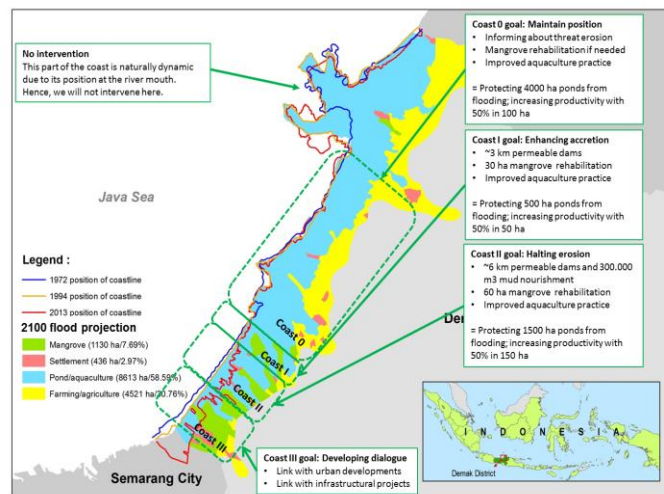 No intervention
This part of the coast is naturally dynamic
due to its position at the river mouth.
Hence, we will not intervene here.
Coast 0 goal: Maintain position
• Informing about threat erosion
• Mangrove rehabilitation if needed
• Improved aquaculture practice
= Protecting 4000 ha ponds from
flooding; increasing productivity with
50% in 100 ha
Coast I goal: Enhancing accretion
• ~3 km permeable dams
• 30 ha mangrove rehabilitation
• Improved aquaculture practice
= Protecting 500 ha ponds from
flooding; increasing productivity with
50% in 50 ha
Coast II goal: Halting erosion
• ~6 km permeable dams and 300.000
m3 mud nourishment
• 60 ha mangrove rehabilitation
• Improved aquaculture practice
= Protecting 1500 ha ponds from
flooding; increasing productivity with
50% in 150 ha
Java Sea
Legend :
1972 position of coastline
1994 position of coastline
2013 position of coastline
2100 flood projection
Mangrove (1130 ha/7.69%)
Settlement (436 ha/2.97%)
Pond/aquaculture (8613 ha/58.59%)
Farming/agriculture (4521 ha/30.76%)
Coast 0
Coast I
Coast II
Coast III
Semarang City
Coast III goal: Developing dialogue
• Link with urban developments
• Link with infrastructural projects
INDONESIA
Demak District